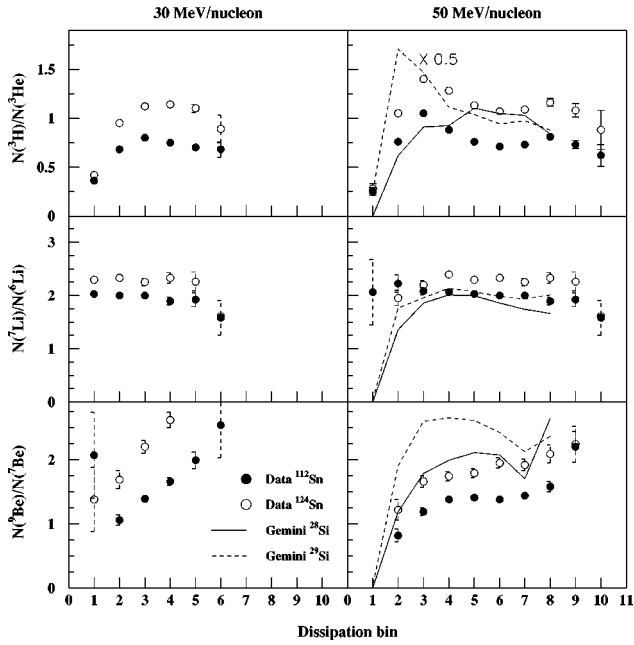 30 MeV/nucleon 50 MeV/nucleon
N(³H)/N(³He)
0 0.5 1 1.5
X 0.5
N(⁷Li)/N(⁶Li)
0 1 2 3
N(⁹Be)/N(⁷Be)
0 1 2
Data ¹¹²Sn
Data ¹²⁴Sn
Gemini ²⁸Si
Gemini ²⁹Si
0 1 2 3 4 5 6 7 8 9 10 0 1 2 3 4 5 6 7 8 9 10 11
Dissipation bin